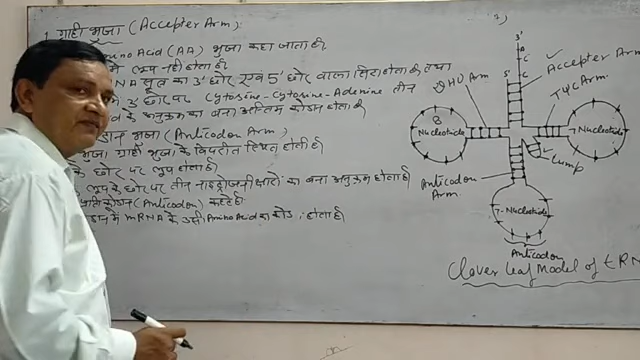 1. ग्राही भुजा (Accepter Arm):
Amino Acid (AA) भुजा कहा जाता है।
लूप नही होता है।
RNA सूत्र का 3' छोर एवं 5' छोर वाला सिरा होता है, तथा
3' छोर पर Cytosine-Cytosine-Adenine तीन
के अनुक्रम का बना अन्तिम कोडान होता है
(Anticodon Arm)
भुजा ग्राही भुजा के विपरीत स्थित होती है।
के छोर पर लूप होता है।
लूप के छोर पर तीन नाइट्रोजनी क्षारो का बना अनुक्रम होता है
(Anticodon) कहते है।
में mRNA के उसी Amino Acid का कोड होता है।
3'
A
C
C
5'
Accepter Arm
DHU Arm
TΨC Arm.
8
Nucleotide
7-Nucleotide
Lump
Anticodon
Arm.
7-Nucleotide
Anticodon
Clover Leaf Model of tRN